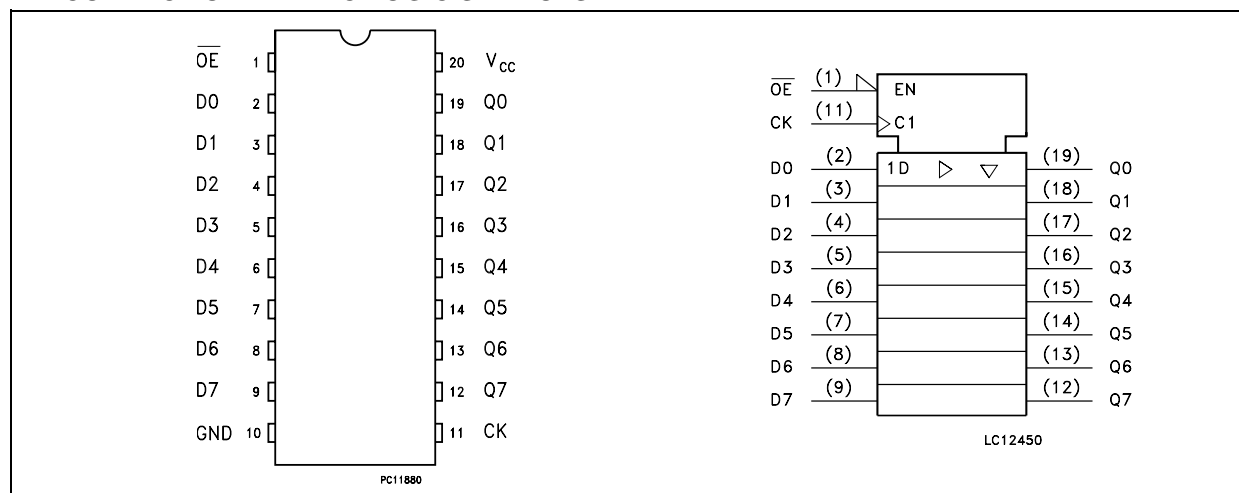 OE 1 20 VCC
D0 2 19 Q0
D1 3 18 Q1
D2 4 17 Q2
D3 5 16 Q3
D4 6 15 Q4
D5 7 14 Q5
D6 8 13 Q6
D7 9 12 Q7
GND 10 11 CK
PC11880
OE (1) EN
CK (11) C1
D0 (2) 1D (19) Q0
D1 (3) (18) Q1
D2 (4) (17) Q2
D3 (5) (16) Q3
D4 (6) (15) Q4
D5 (7) (14) Q5
D6 (8) (13) Q6
D7 (9) (12) Q7
LC12450